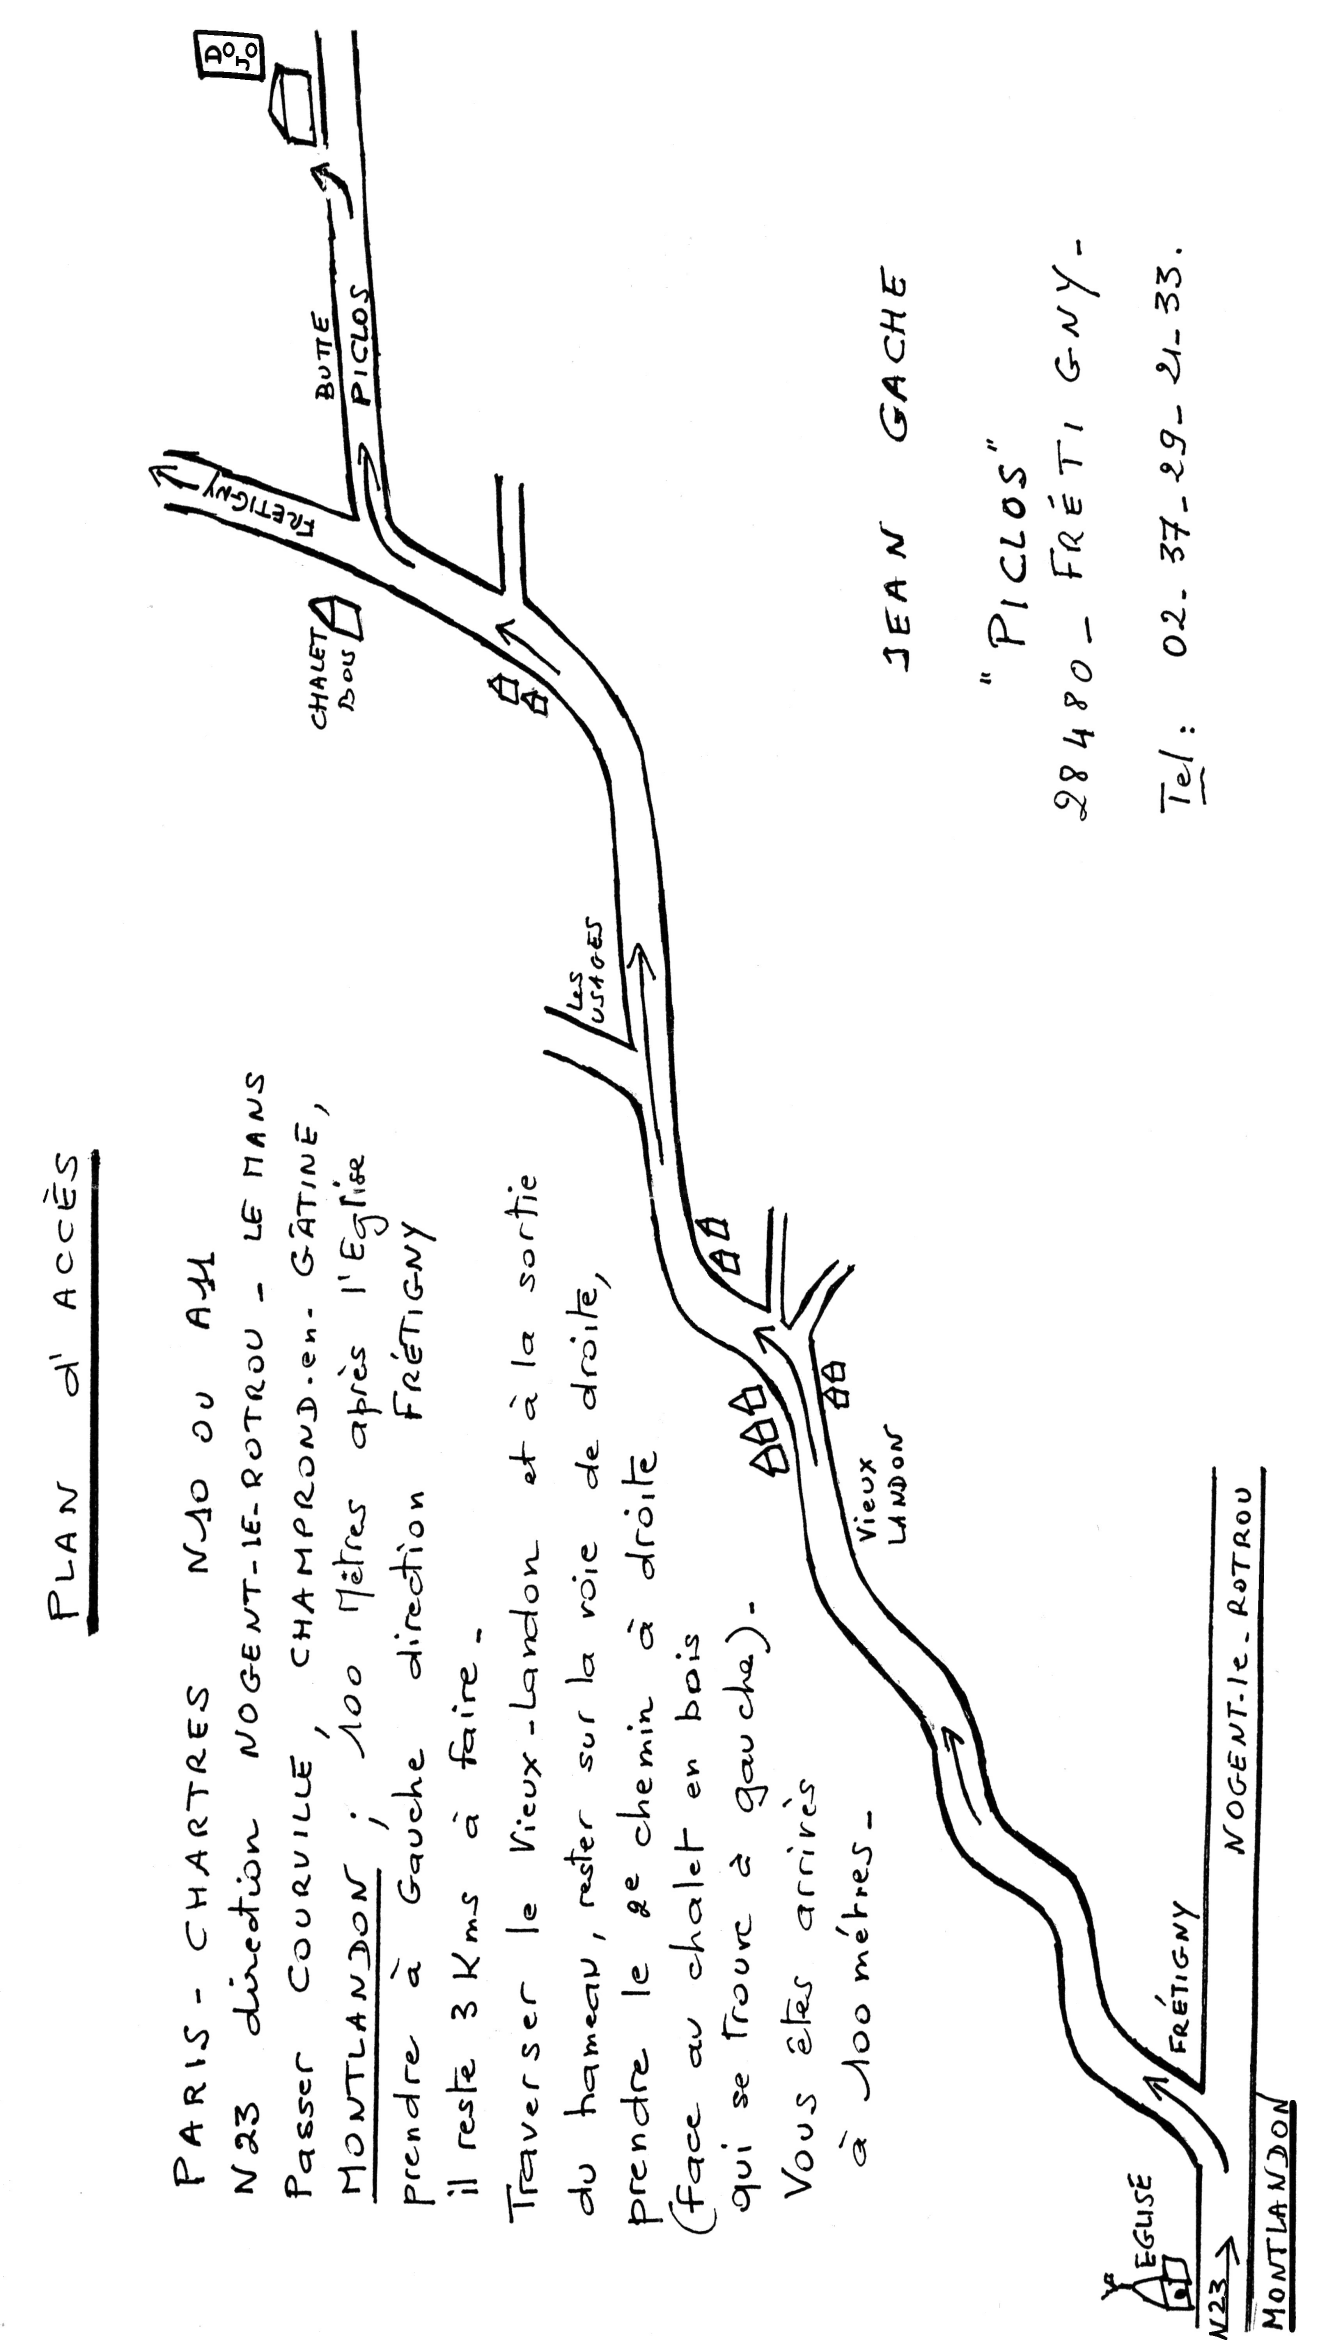 PLAN d'ACCÈS
PARIS - CHARTRES N10 OU A11
N23 direction NOGENT-LE-ROTROU - LE MANS
Passer COURVILLE, CHAMPROND-en-GÂTINE,
MONTLANDON ; 100 Mètres après l'Eglise
prendre à Gauche direction FRÉTIGNY
il reste 3 Kms à faire -
Traverser le Vieux-Landon et à la sortie
du hameau, rester sur la voie de droite,
prendre le 2e chemin à droite
(face au chalet en bois
qui se trouve à gauche) -
Vous êtes arrivés
à 100 mètres -
DOJO
BUTTE
PICLOS
FRETIGNY
CHALET
BOIS
Les
USAGES
Vieux
LANDON
FRÉTIGNY
NOGENT-le-ROTROU
EGLISE
N23
MONTLANDON
JEAN GACHE
"PICLOS"
28480 - FRÉTIGNY -
Tel : 02-37-29-21-33.